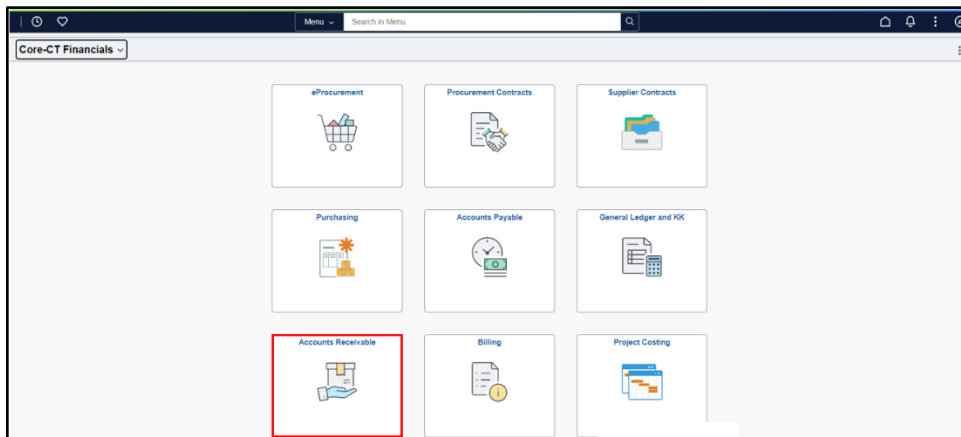 Menu
Search in Menu
Core-CT Financials
eProcurement
Procurement Contracts
Supplier Contracts
Purchasing
Accounts Payable
General Ledger and KK
Accounts Receivable
Billing
Project Costing